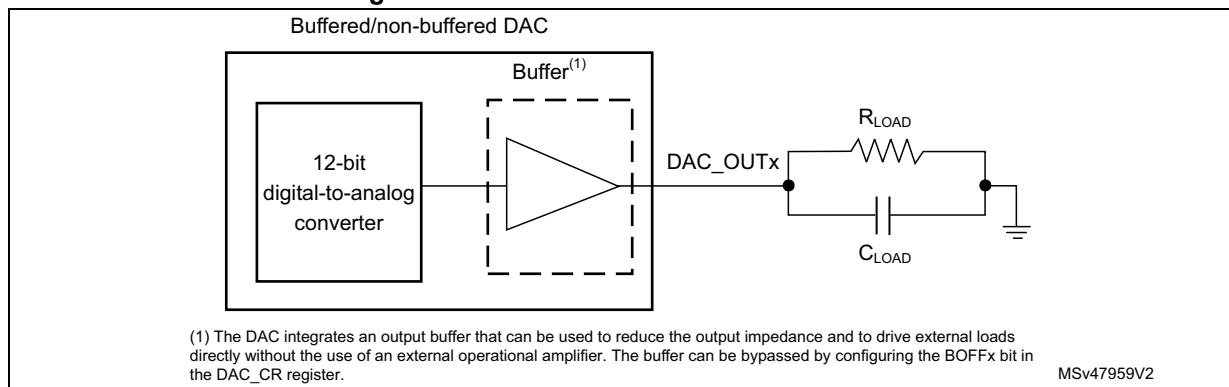 Buffered/non-buffered DAC
Buffer(1)
12-bit
digital-to-analog
converter
DAC_OUTx
RLOAD
CLOAD
(1) The DAC integrates an output buffer that can be used to reduce the output impedance and to drive external loads
directly without the use of an external operational amplifier. The buffer can be bypassed by configuring the BOFFx bit in
the DAC_CR register.
MSv47959V2